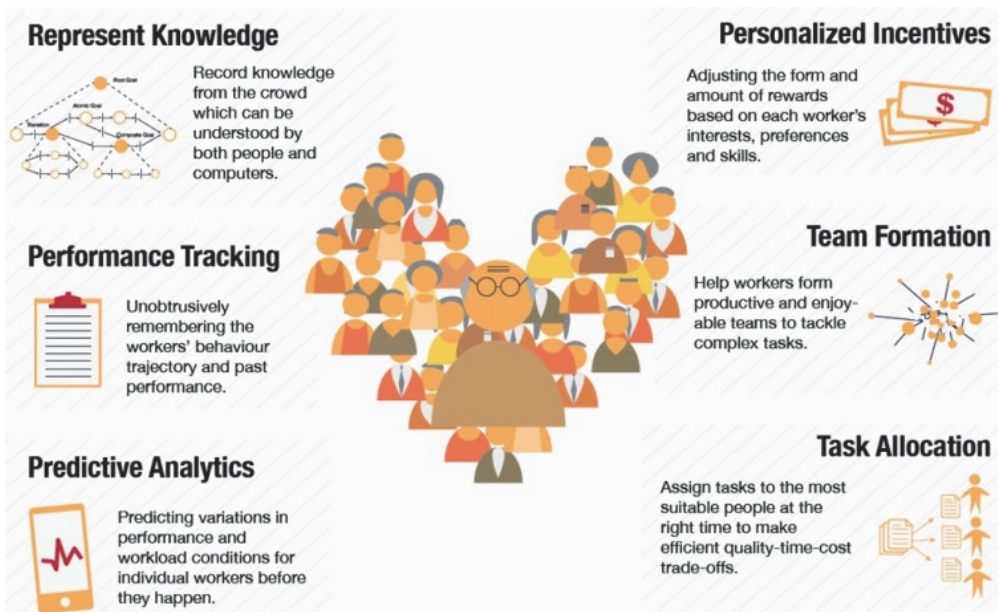 Represent Knowledge
Root Goal
Atomic Goal
Transition
Composite Goal
Record knowledge
from the crowd
which can be
understood by
both people and
computers.
Performance Tracking
Unobtrusively
remembering the
workers' behaviour
trajectory and past
performance.
Predictive Analytics
Predicting variations in
performance and
workload conditions for
individual workers before
they happen.
Personalized Incentives
Adjusting the form and
amount of rewards
based on each worker's
interests, preferences
and skills.
$
Team Formation
Help workers form
productive and enjoy-
able teams to tackle
complex tasks.
Task Allocation
Assign tasks to the most
suitable people at the
right time to make
efficient quality-time-cost
trade-offs.